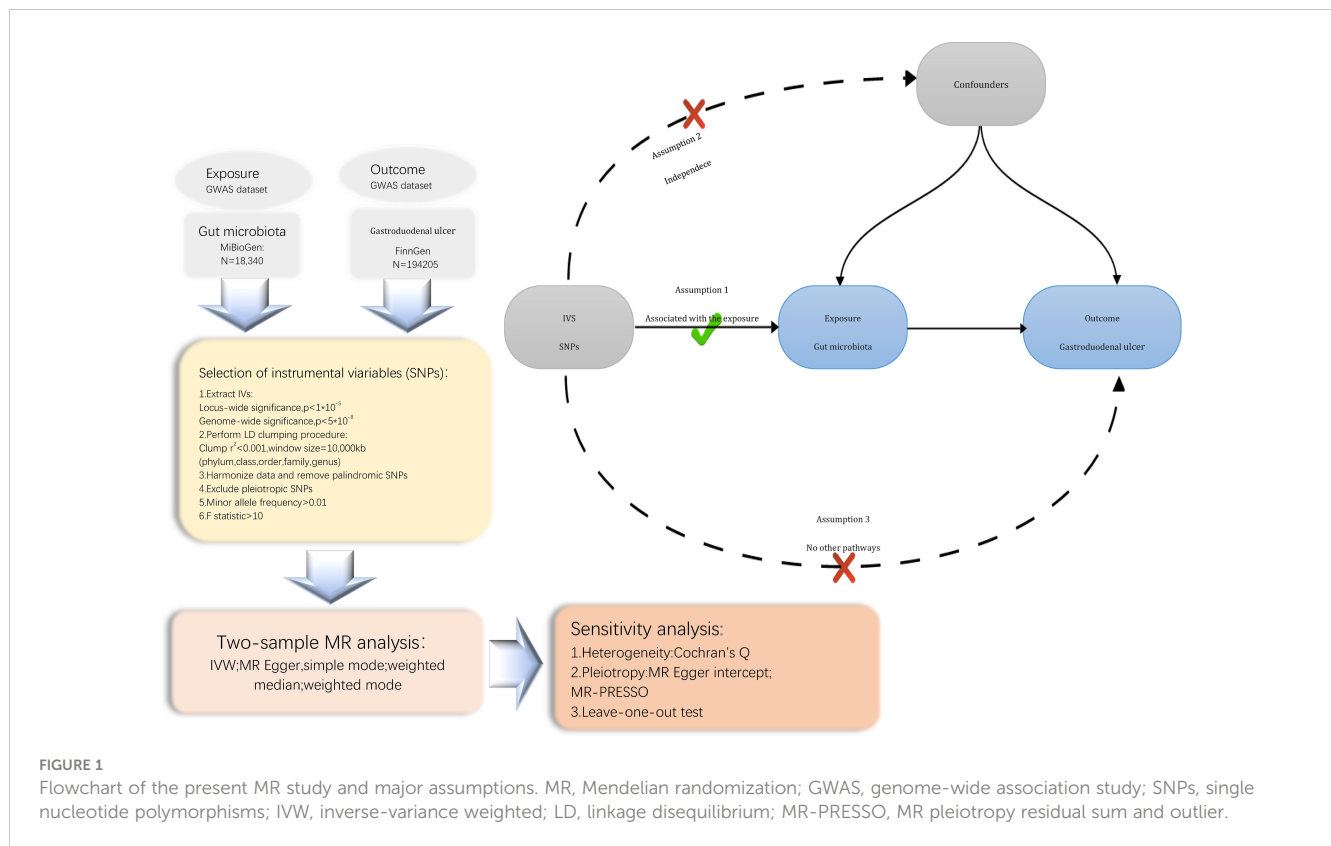 Exposure
GWAS dataset
Outcome
GWAS dataset
Gut microbiota
MiBioGen:
N=18,340
Gastroduodenal ulcer
FinnGen
N=194205
Selection of instrumental viariables (SNPs):
1.Extract IVs:
Locus-wide significance,p<1*10⁻⁵
Genome-wide significance,p<5*10⁻⁸
2.Perform LD clumping procedure:
Clump r²<0.001,window size=10,000kb
(phylum,class,order,family,genus)
3.Harmonize data and remove palindromic SNPs
4.Exclude pleiotropic SNPs
5.Minor allele frequency>0.01
6.F statistic>10
Two-sample MR analysis:
IVW;MR Egger,simple mode;weighted
median;weighted mode
Sensitivity analysis:
1.Heterogeneity:Cochran's Q
2.Pleiotropy:MR Egger intercept;
MR-PRESSO
3.Leave-one-out test
Confounders
Assumption 2
Independece
IVS
SNPs
Assumption 1
Associated with the exposure
Exposure
Gut microbiota
Outcome
Gastroduodenal ulcer
Assumption 3
No other pathways
FIGURE 1
Flowchart of the present MR study and major assumptions. MR, Mendelian randomization; GWAS, genome-wide association study; SNPs, single
nucleotide polymorphisms; IVW, inverse-variance weighted; LD, linkage disequilibrium; MR-PRESSO, MR pleiotropy residual sum and outlier.